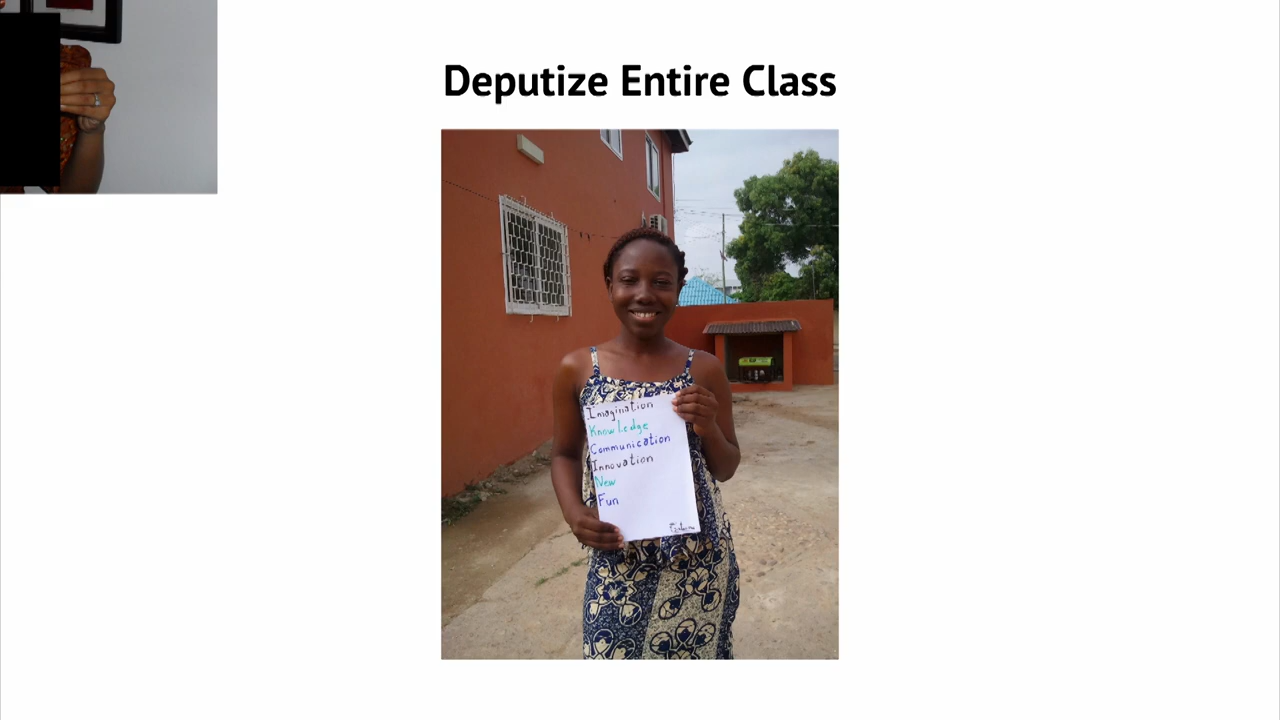 Deputize Entire Class
Imagination
Knowledge
Communication
Innovation
New
Fun